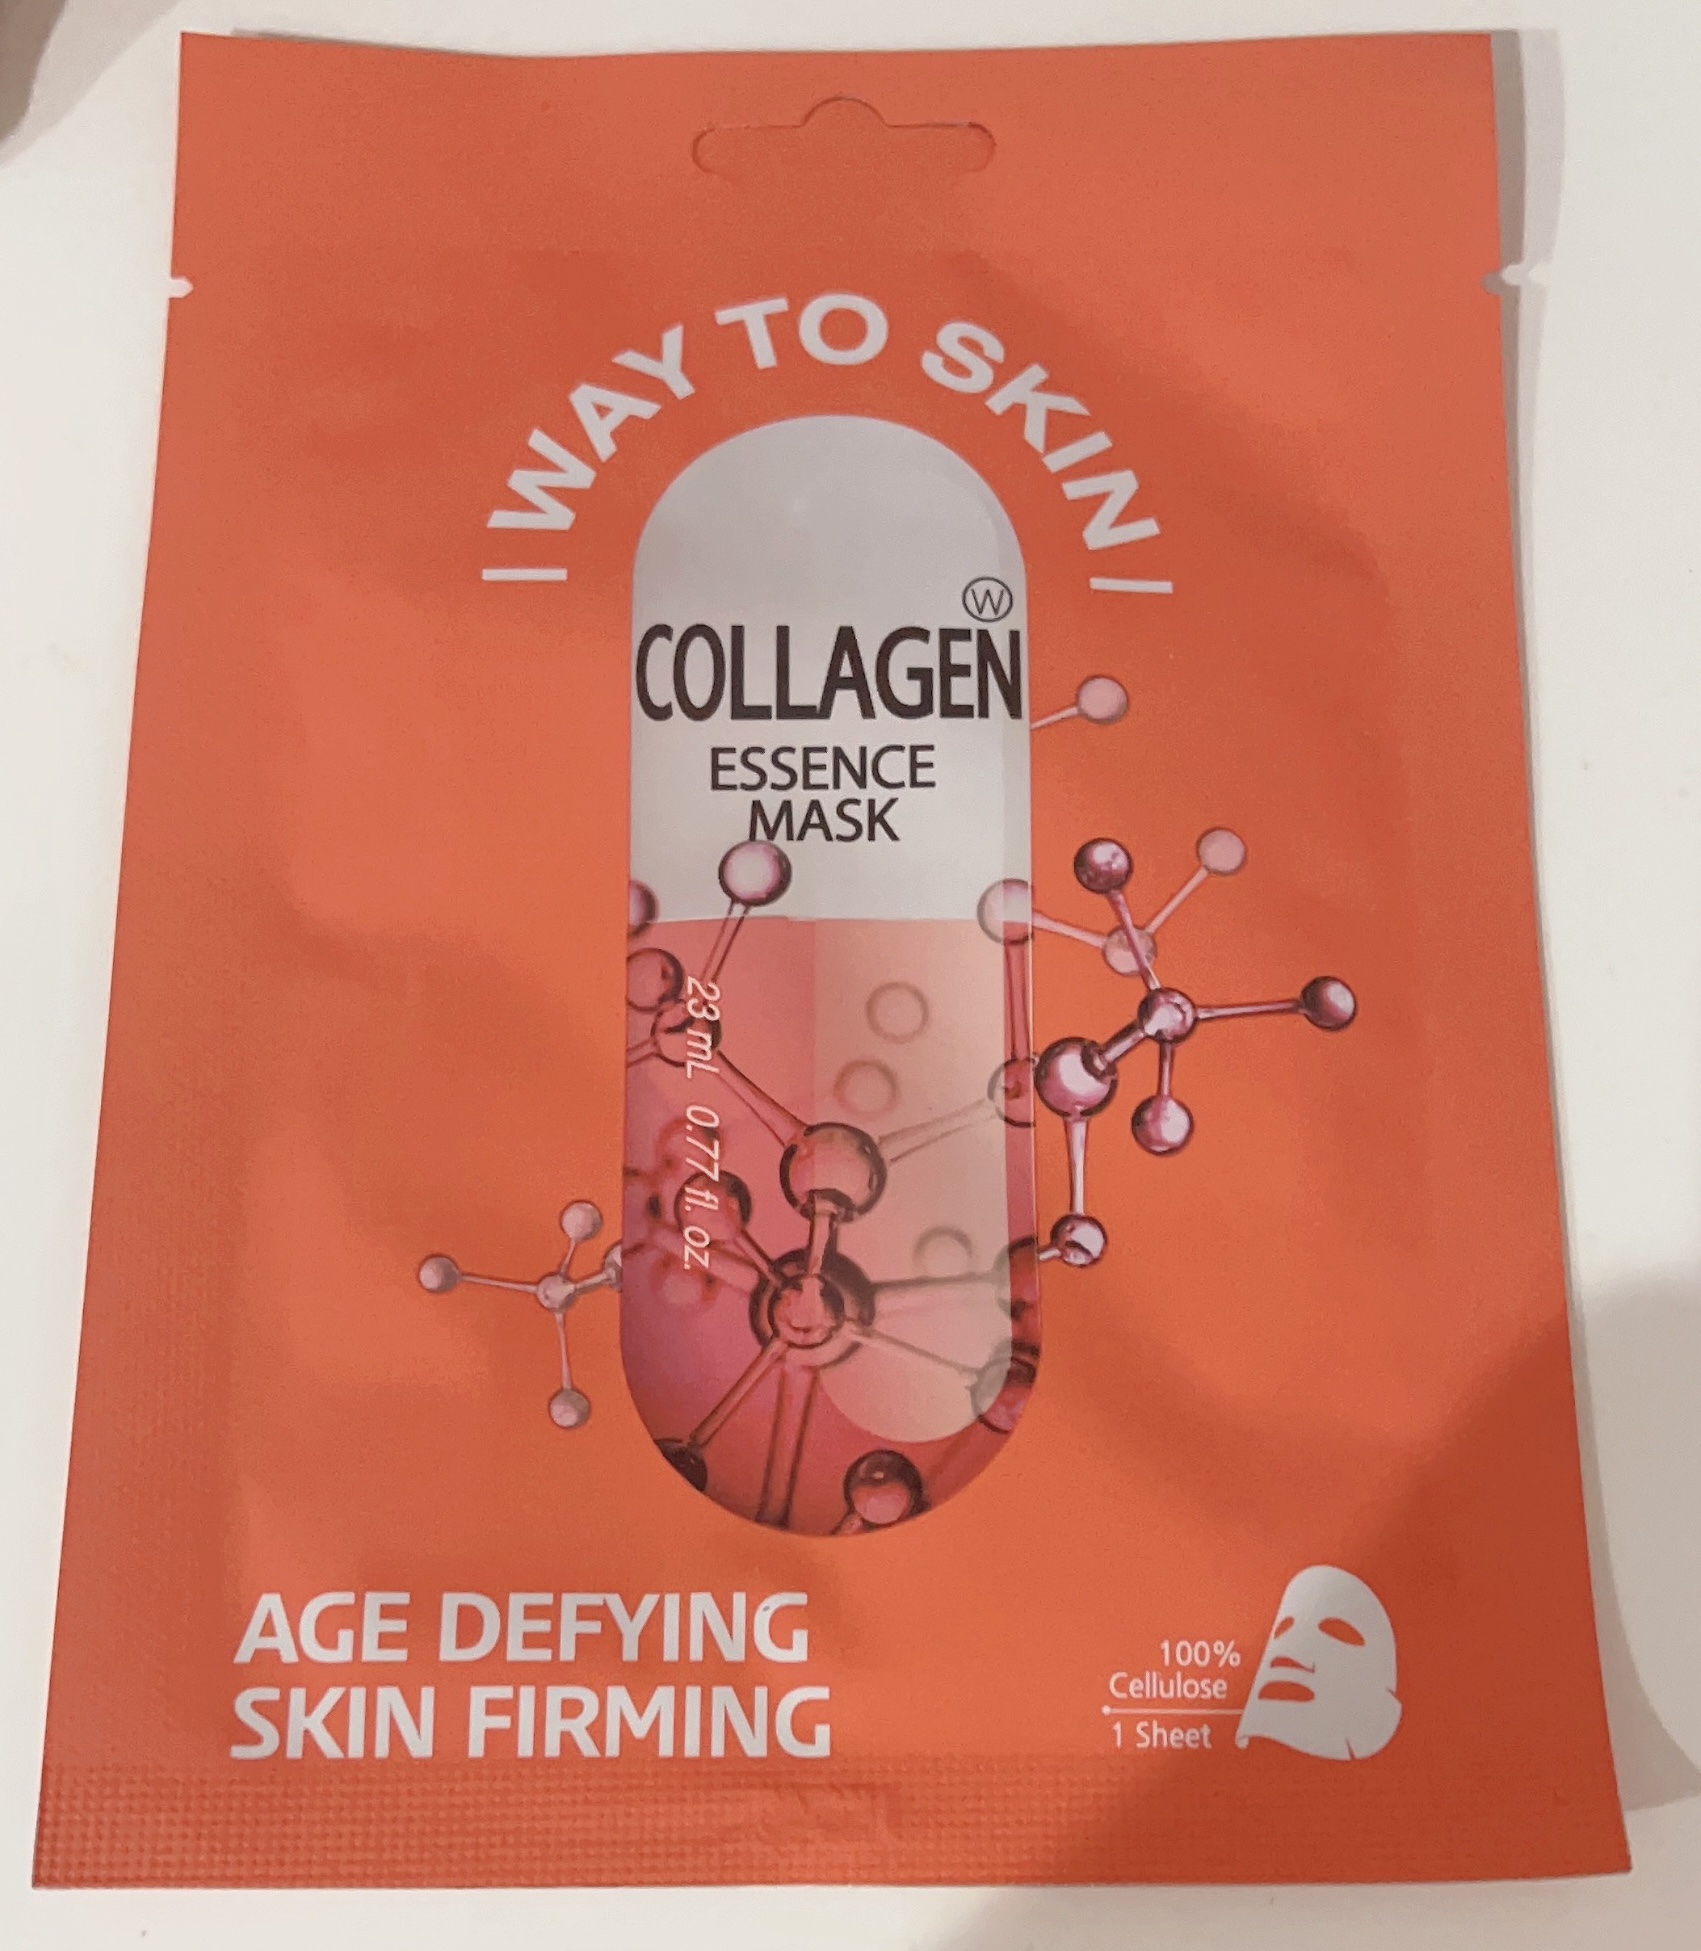 | WAY TO SKIN |
Ⓦ
COLLAGEN
ESSENCE
MASK
23 mL 0.77 fl. oz.
AGE DEFYING
SKIN FIRMING
100%
Cellulose
1 Sheet